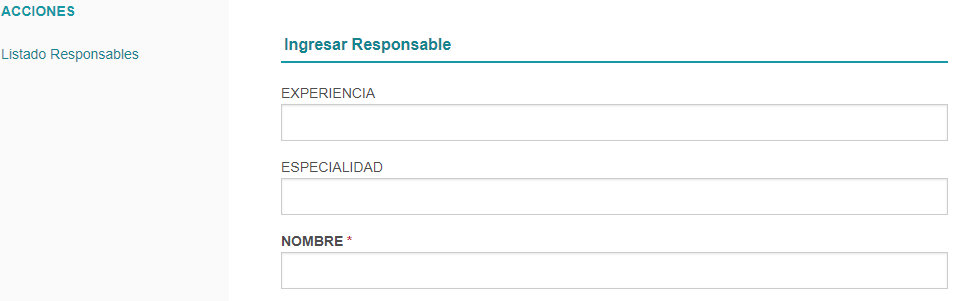 ACCIONES
Listado Responsables
Ingresar Responsable
EXPERIENCIA
ESPECIALIDAD
NOMBRE *